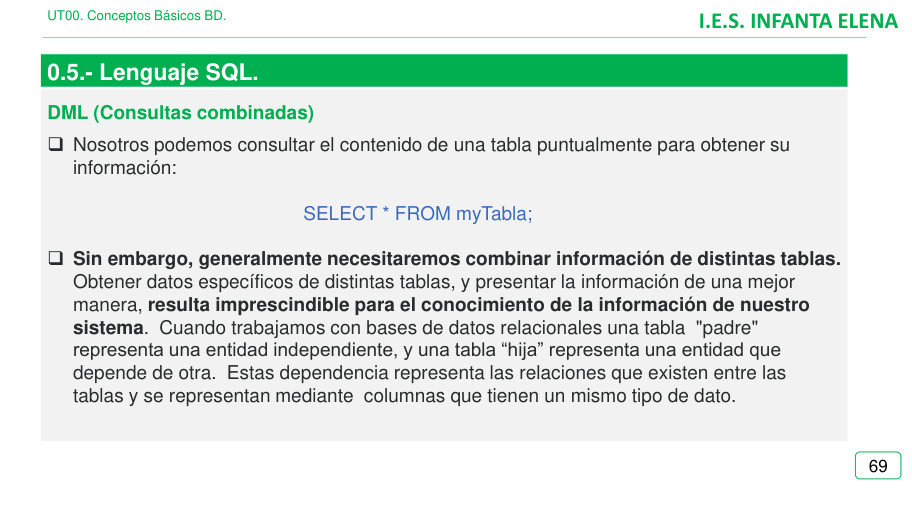 UT00. Conceptos Básicos BD.
I.E.S. INFANTA ELENA
0.5.- Lenguaje SQL.
DML (Consultas combinadas)
❑ Nosotros podemos consultar el contenido de una tabla puntualmente para obtener su
información:
SELECT * FROM myTabla;
❑ Sin embargo, generalmente necesitaremos combinar información de distintas tablas.
Obtener datos específicos de distintas tablas, y presentar la información de una mejor
manera, resulta imprescindible para el conocimiento de la información de nuestro
sistema.  Cuando trabajamos con bases de datos relacionales una tabla  "padre"
representa una entidad independiente, y una tabla “hija” representa una entidad que
depende de otra.  Estas dependencia representa las relaciones que existen entre las
tablas y se representan mediante  columnas que tienen un mismo tipo de dato.
69